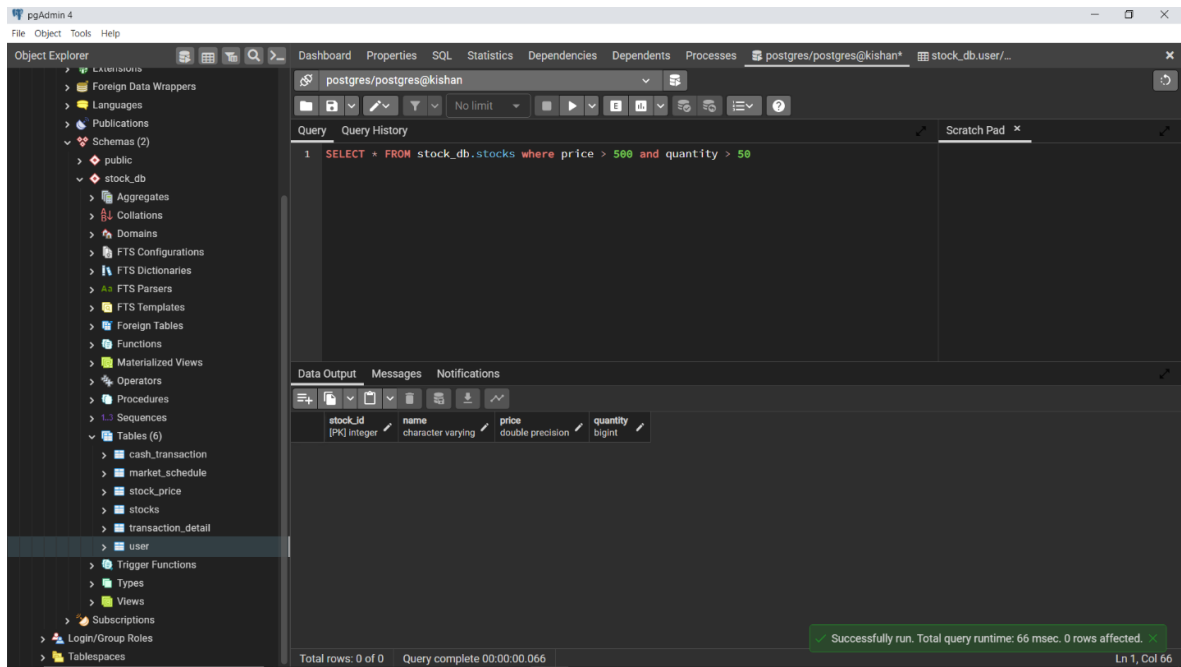 pgAdmin 4
File Object Tools Help
Object Explorer
Dashboard Properties SQL Statistics Dependencies Dependents Processes postgres/postgres@kishan* stock_db.user/...
Extensions
Foreign Data Wrappers
Languages
Publications
Schemas (2)
public
stock_db
Aggregates
Collations
Domains
FTS Configurations
FTS Dictionaries
FTS Parsers
FTS Templates
Foreign Tables
Functions
Materialized Views
Operators
Procedures
1..3 Sequences
Tables (6)
cash_transaction
market_schedule
stock_price
stocks
transaction_detail
user
Trigger Functions
Types
Views
Subscriptions
Login/Group Roles
Tablespaces
postgres/postgres@kishan
No limit
Query Query History
Scratch Pad
1 SELECT * FROM stock_db.stocks where price > 500 and quantity > 50
Data Output Messages Notifications
stock_id name price quantity
[PK] integer character varying double precision bigint
Successfully run. Total query runtime: 66 msec. 0 rows affected.
Total rows: 0 of 0 Query complete 00:00:00.066 Ln 1, Col 66